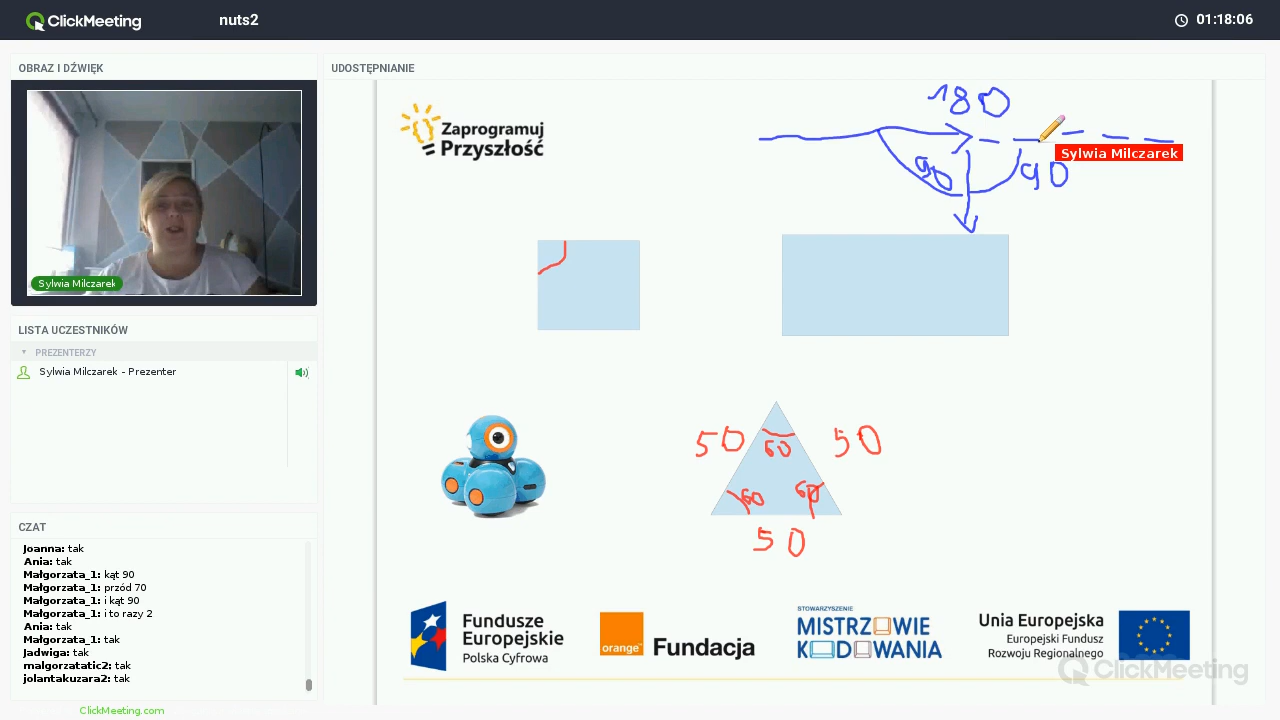 ClickMeeting
nuts2
01:18:06
OBRAZ I DŹWIĘK
Sylwia Milczarek
LISTA UCZESTNIKÓW
PREZENTERZY
Sylwia Milczarek - Prezenter
CZAT
Joanna: tak
Ania: tak
Małgorzata_1: kąt 90
Małgorzata_1: przód 70
Małgorzata_1: i kąt 90
Małgorzata_1: i to razy 2
Ania: tak
Małgorzata_1: tak
Jadwiga: tak
malgorzatatic2: tak
jolantakuzara2: tak
ClickMeeting.com
UDOSTĘPNIANIE
Zaprogramuj
Przyszłość
180
Sylwia Milczarek
90
90
50
50
60
60
60
50
Fundusze
Europejskie
Polska Cyfrowa
orange™
Fundacja
STOWARZYSZENIE
MISTRZOWIE
KODOWANIA
Unia Europejska
Europejski Fundusz
Rozwoju Regionalnego
ClickMeeting